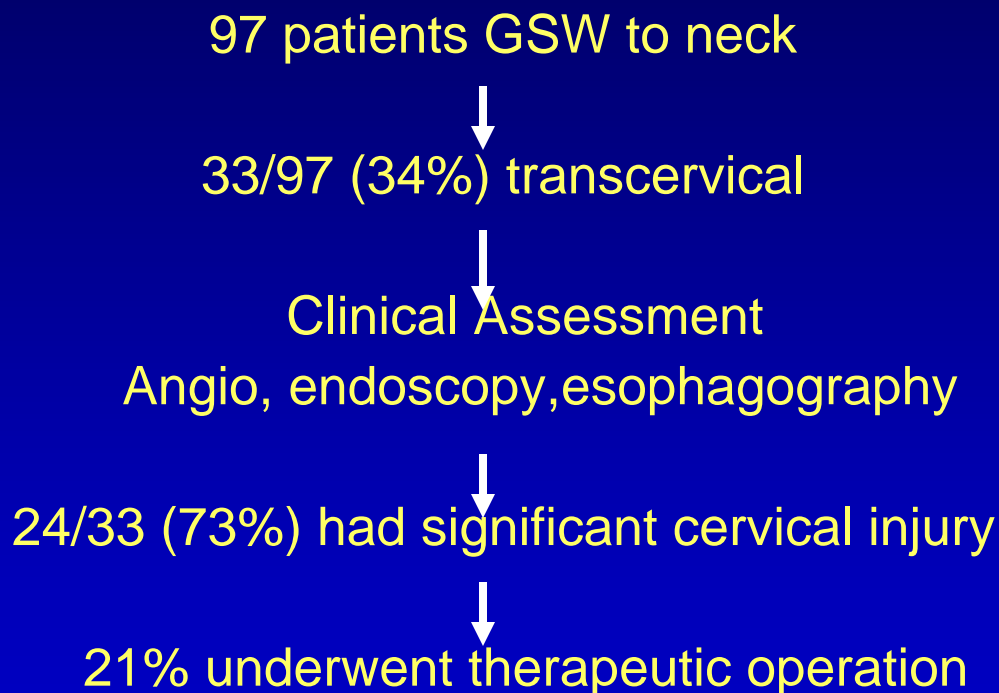 97 patients GSW to neck
33/97 (34%) transcervical
Clinical Assessment
Angio, endoscopy,esophagography
24/33 (73%) had significant cervical injury
21% underwent therapeutic operation